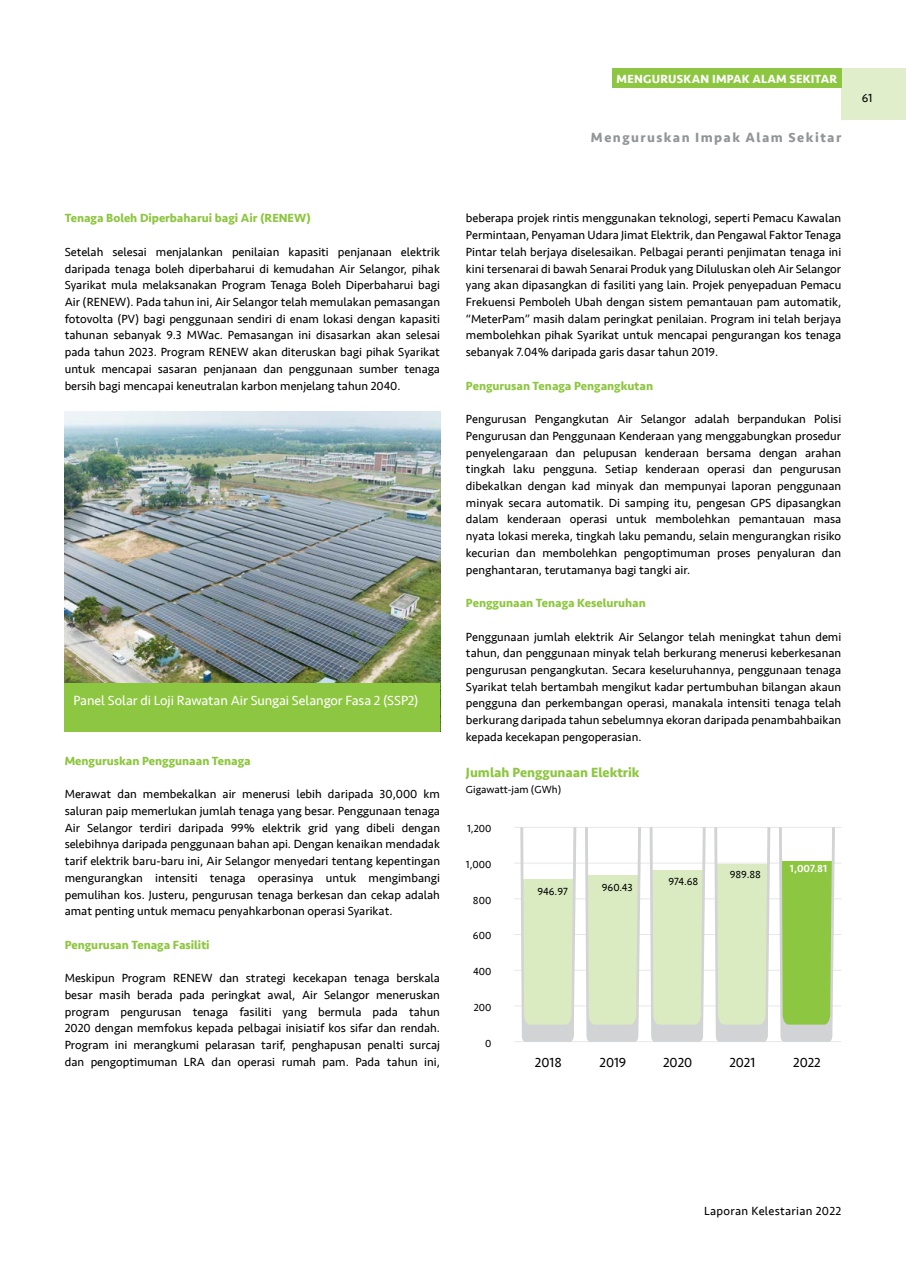 MENGURUSKAN IMPAK ALAM SEKITAR
61
Menguruskan Impak Alam Sekitar
Tenaga Boleh Diperbaharui bagi Air (RENEW)
Setelah selesai menjalankan penilaian kapasiti penjanaan elektrik
daripada tenaga boleh diperbaharui di kemudahan Air Selangor, pihak
Syarikat mula melaksanakan Program Tenaga Boleh Diperbaharui bagi
Air (RENEW). Pada tahun ini, Air Selangor telah memulakan pemasangan
fotovolta (PV) bagi penggunaan sendiri di enam lokasi dengan kapasiti
tahunan sebanyak 9.3 MWac. Pemasangan ini disasarkan akan selesai
pada tahun 2023. Program RENEW akan diteruskan bagi pihak Syarikat
untuk mencapai sasaran penjanaan dan penggunaan sumber tenaga
bersih bagi mencapai keneutralan karbon menjelang tahun 2040.
Panel Solar di Loji Rawatan Air Sungai Selangor Fasa 2 (SSP2)
Menguruskan Penggunaan Tenaga
Merawat dan membekalkan air menerusi lebih daripada 30,000 km
saluran paip memerlukan jumlah tenaga yang besar. Penggunaan tenaga
Air Selangor terdiri daripada 99% elektrik grid yang dibeli dengan
selebihnya daripada penggunaan bahan api. Dengan kenaikan mendadak
tarif elektrik baru-baru ini, Air Selangor menyedari tentang kepentingan
mengurangkan intensiti tenaga operasinya untuk mengimbangi
pemulihan kos. Justeru, pengurusan tenaga berkesan dan cekap adalah
amat penting untuk memacu penyahkarbonan operasi Syarikat.
Pengurusan Tenaga Fasiliti
Meskipun Program RENEW dan strategi kecekapan tenaga berskala
besar masih berada pada peringkat awal, Air Selangor meneruskan
program pengurusan tenaga fasiliti yang bermula pada tahun
2020 dengan memfokus kepada pelbagai inisiatif kos sifar dan rendah.
Program ini merangkumi pelarasan tarif, penghapusan penalti surcaj
dan pengoptimuman LRA dan operasi rumah pam. Pada tahun ini,
beberapa projek rintis menggunakan teknologi, seperti Pemacu Kawalan
Permintaan, Penyaman Udara Jimat Elektrik, dan Pengawal Faktor Tenaga
Pintar telah berjaya diselesaikan. Pelbagai peranti penjimatan tenaga ini
kini tersenarai di bawah Senarai Produk yang Diluluskan oleh Air Selangor
yang akan dipasangkan di fasiliti yang lain. Projek penyepaduan Pemacu
Frekuensi Pemboleh Ubah dengan sistem pemantauan pam automatik,
“MeterPam” masih dalam peringkat penilaian. Program ini telah berjaya
membolehkan pihak Syarikat untuk mencapai pengurangan kos tenaga
sebanyak 7.04% daripada garis dasar tahun 2019.
Pengurusan Tenaga Pengangkutan
Pengurusan Pengangkutan Air Selangor adalah berpandukan Polisi
Pengurusan dan Penggunaan Kenderaan yang menggabungkan prosedur
penyelengaraan dan pelupusan kenderaan bersama dengan arahan
tingkah laku pengguna. Setiap kenderaan operasi dan pengurusan
dibekalkan dengan kad minyak dan mempunyai laporan penggunaan
minyak secara automatik. Di samping itu, pengesan GPS dipasangkan
dalam kenderaan operasi untuk membolehkan pemantauan masa
nyata lokasi mereka, tingkah laku pemandu, selain mengurangkan risiko
kecurian dan membolehkan pengoptimuman proses penyaluran dan
penghantaran, terutamanya bagi tangki air.
Penggunaan Tenaga Keseluruhan
Penggunaan jumlah elektrik Air Selangor telah meningkat tahun demi
tahun, dan penggunaan minyak telah berkurang menerusi keberkesanan
pengurusan pengangkutan. Secara keseluruhannya, penggunaan tenaga
Syarikat telah bertambah mengikut kadar pertumbuhan bilangan akaun
pengguna dan perkembangan operasi, manakala intensiti tenaga telah
berkurang daripada tahun sebelumnya ekoran daripada penambahbaikan
kepada kecekapan pengoperasian.
Jumlah Penggunaan Elektrik
Gigawatt-jam (GWh)
1,200
1,000
800
600
400
200
0
946.97
960.43
974.68
989.88
1,007.81
2018
2019
2020
2021
2022
Laporan Kelestarian 2022